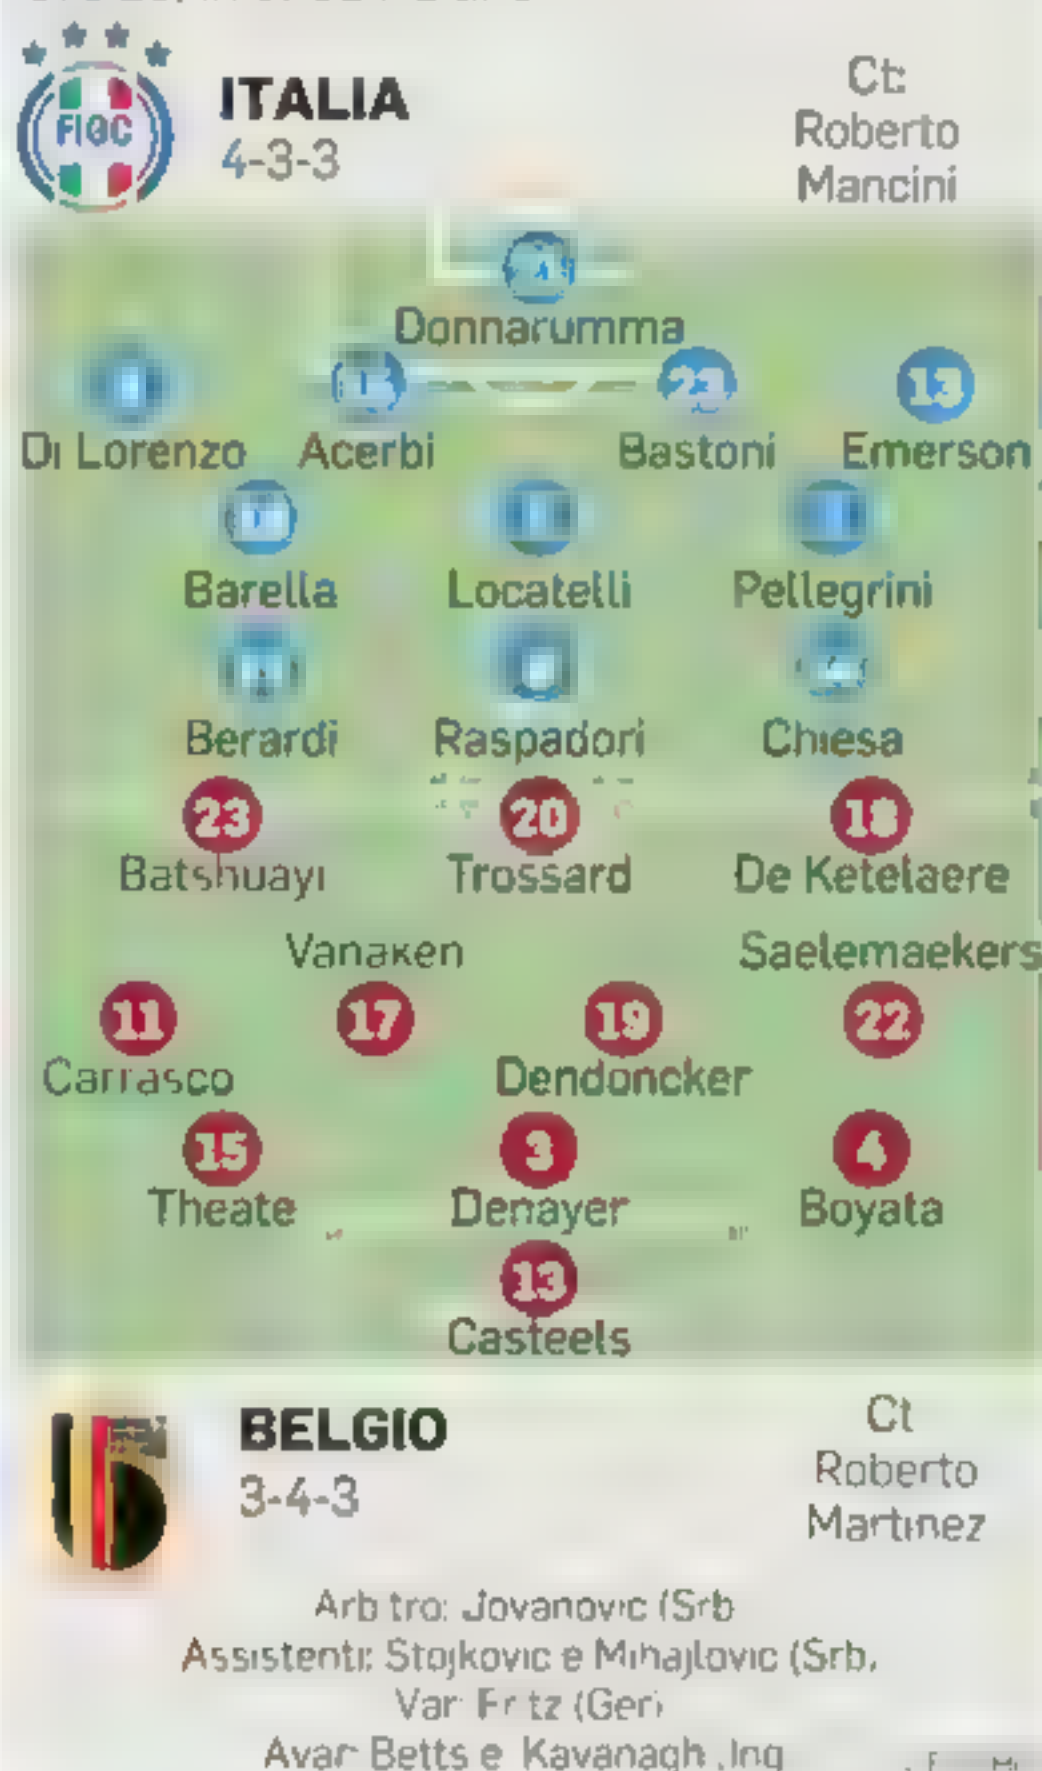 FIGC
ITALIA
4-3-3
Ct:
Roberto
Mancini
Donnarumma
13
Di Lorenzo Acerbi Bastoni Emerson
Barella Locatelli Pellegrini
Berardi Raspadori Chiesa
23 20 18
Batshuayi Trossard De Ketelaere
Vanaken Saelemaekers
11 17 19 22
Carrasco Dendoncker
15 3 4
Theate Denayer Boyata
13
Casteels
BELGIO
3-4-3
Ct
Roberto
Martinez
Arbitro: Jovanovic (Srb
Assistenti: Stojkovic e Mihajlovic (Srb)
Var: Fritz (Ger)
Avar: Betts e Kavanagh (Ing